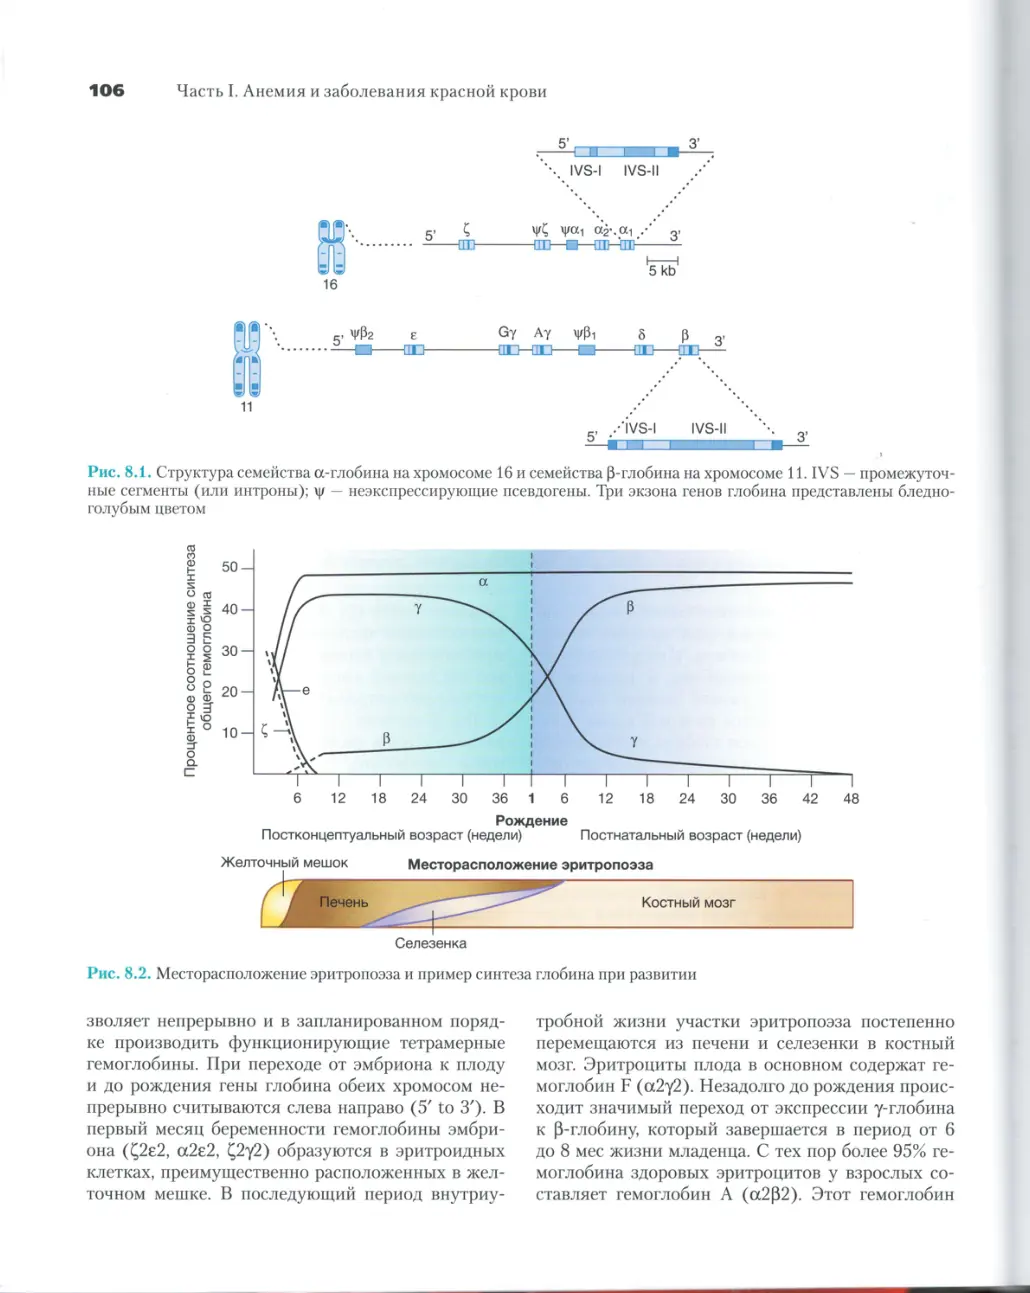 106 Часть I. Анемия и заболевания красной крови
5' 3'
IVS-I IVS-II
5' ζ ψζ ψα1 α2 α1 3'
5 kb
16
5' ψβ2 ε Gγ Aγ ψβ1 δ β 3'
11
IVS-I IVS-II
5' 3'
Рис. 8.1. Структура семейства α-глобина на хромосоме 16 и семейства β-глобина на хромосоме 11. IVS — промежуточ-
ные сегменты (или интроны); ψ — неэкспрессирующие псевдогены. Три экзона генов глобина представлены бледно-
голубым цветом
Процентное соотношение синтеза
общего гемоглобина
50
40
30
20
10
α
γ
β
e
ζ
β
γ
6 12 18 24 30 36 1 6 12 18 24 30 36 42 48
Рождение
Постконцептуальный возраст (недели) Постнатальный возраст (недели)
Желточный мешок Месторасположение эритропоэза
Печень Костный мозг
Селезенка
Рис. 8.2. Месторасположение эритропоэза и пример синтеза глобина при развитии
зволяет непрерывно и в запланированном поряд-
ке производить функционирующие тетрамерные
гемоглобины. При переходе от эмбриона к плоду
и до рождения гены глобина обеих хромосом не-
прерывно считываются слева направо (5′ to 3′). В
первый месяц беременности гемоглобины эмбри-
она (ζ2ε2, α2ε2, ζ2γ2) образуются в эритроидных
клетках, преимущественно расположенных в жел-
точном мешке. В последующий период внутриу-
тробной жизни участки эритропоэза постепенно
перемещаются из печени и селезенки в костный
мозг. Эритроциты плода в основном содержат ге-
моглобин F (α2γ2). Незадолго до рождения проис-
ходит значимый переход от экспрессии γ-глобина
к β-глобину, который завершается в период от 6
до 8 мес жизни младенца. С тех пор более 95% ге-
моглобина здоровых эритроцитов у взрослых со-
ставляет гемоглобин А (α2β2). Этот гемоглобин